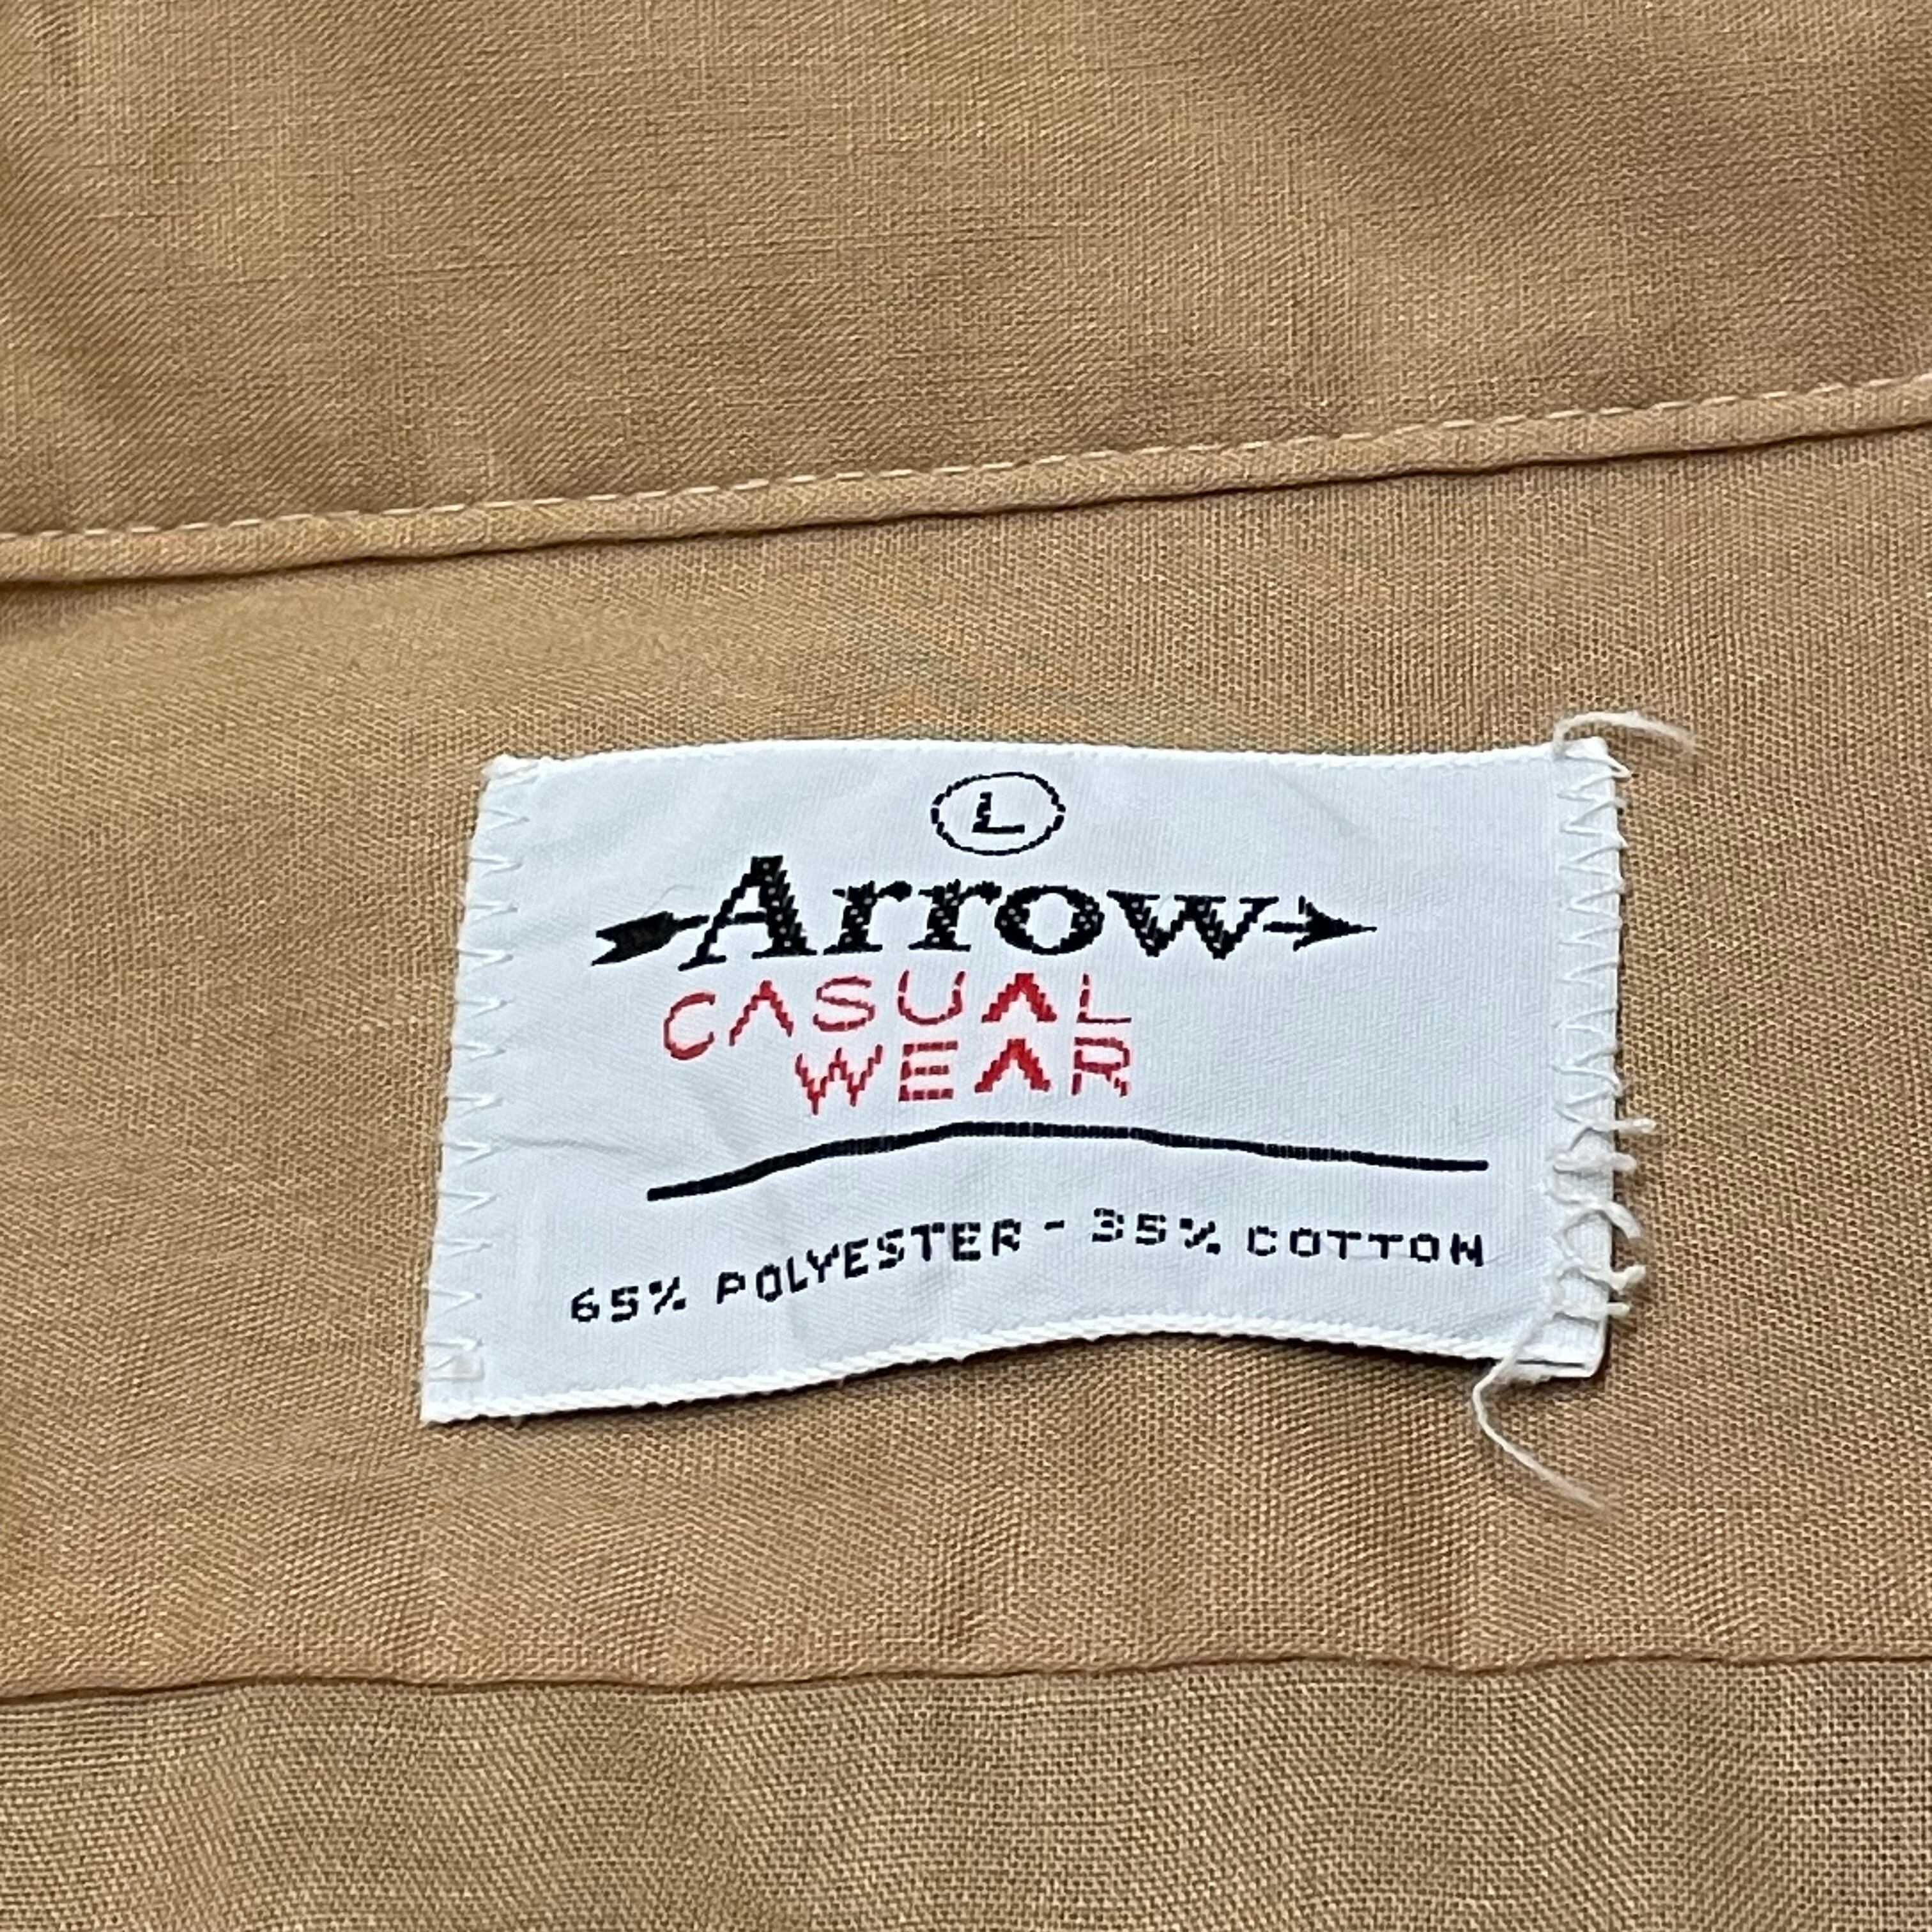 L
Arrow
CASUAL
WEAR
65% POLYESTER - 35% COTTON